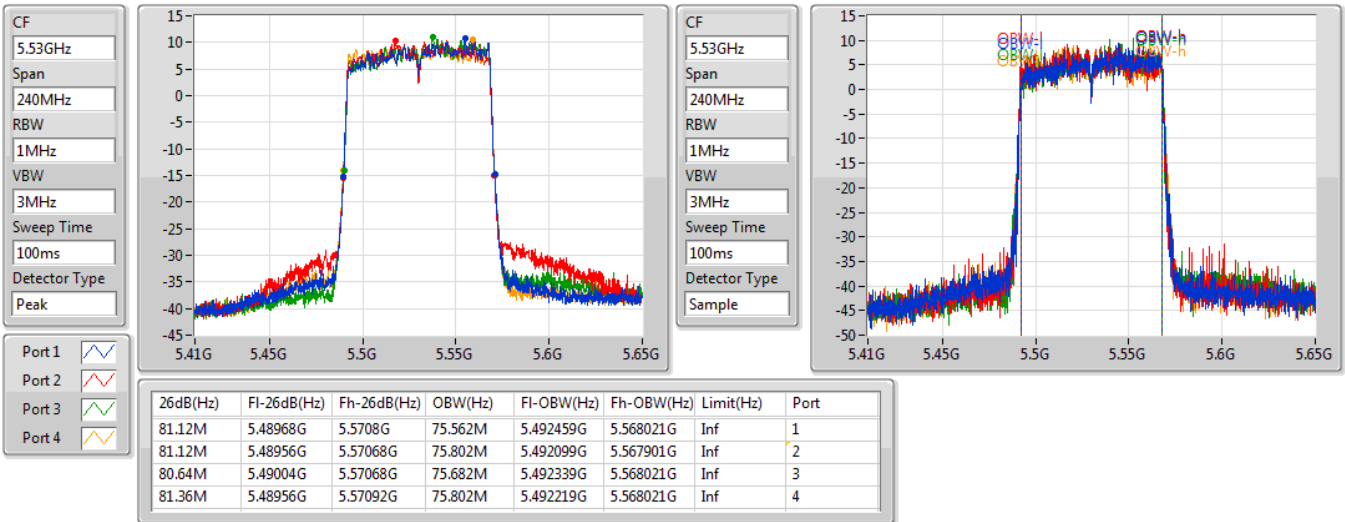 CF
5.53GHz
Span
240MHz
RBW
1MHz
VBW
3MHz
Sweep Time
100ms
Detector Type
Peak
15
10
5
0
-5
-10
-15
-20
-25
-30
-35
-40
-45
5.41G 5.45G 5.5G 5.55G 5.6G 5.65G
CF
5.53GHz
Span
240MHz
RBW
1MHz
VBW
3MHz
Sweep Time
100ms
Detector Type
Sample
15
10
5
0
-5
-10
-15
-20
-25
-30
-35
-40
-45
-50
OBW-l OBW-h
5.41G 5.45G 5.5G 5.55G 5.6G 5.65G
Port 1
Port 2
Port 3
Port 4
26dB(Hz) Fl-26dB(Hz) Fh-26dB(Hz) OBW(Hz) Fl-OBW(Hz) Fh-OBW(Hz) Limit(Hz) Port
81.12M 5.48968G 5.5708G 75.562M 5.492459G 5.568021G Inf 1
81.12M 5.48956G 5.57068G 75.802M 5.492099G 5.567901G Inf 2
80.64M 5.49004G 5.57068G 75.682M 5.492339G 5.568021G Inf 3
81.36M 5.48956G 5.57092G 75.802M 5.492219G 5.568021G Inf 4